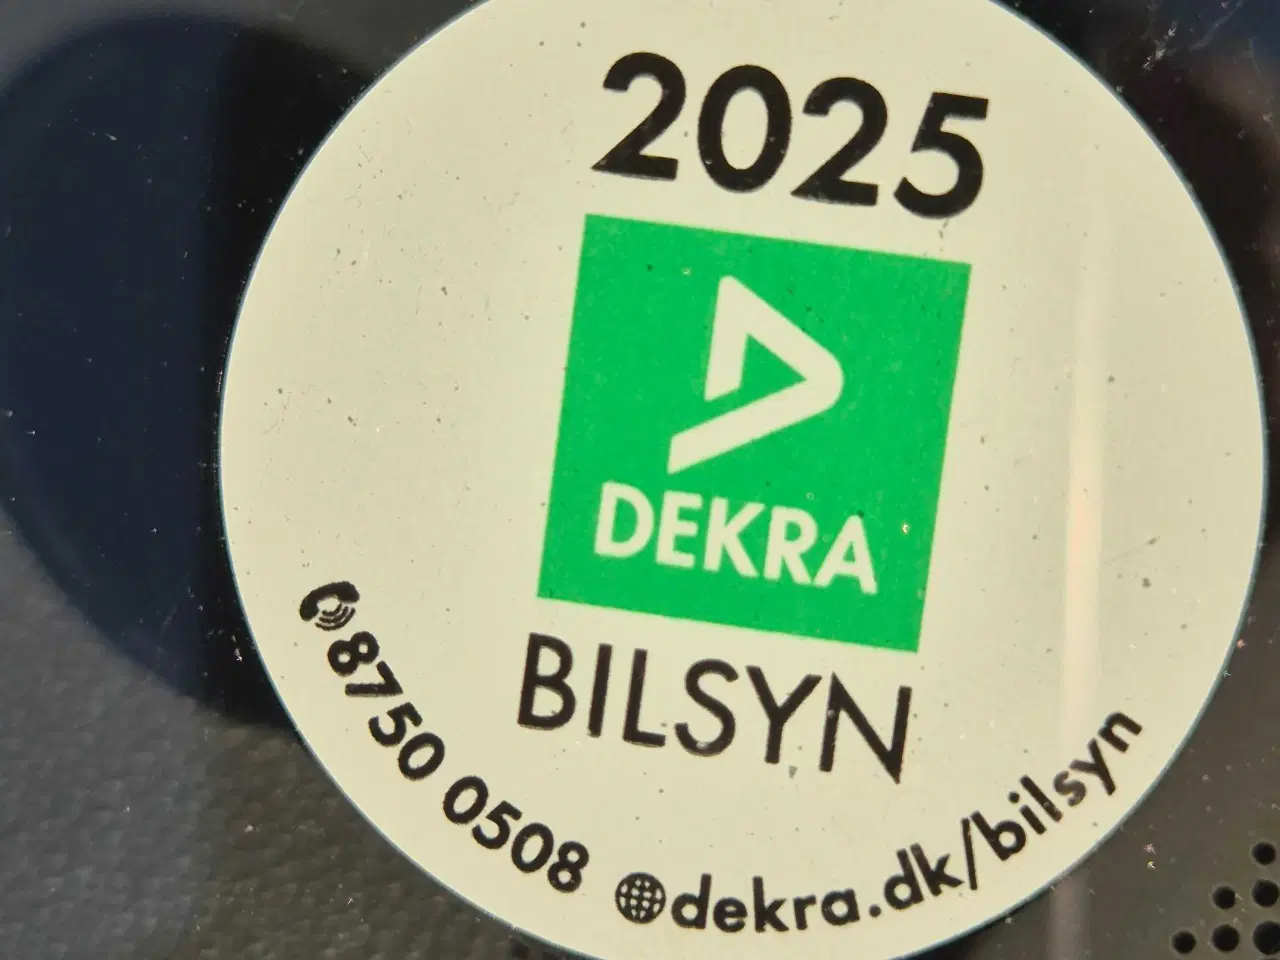 2025
DEKRA
BILSYN
8750 0508
dekra.dk/bilsyn